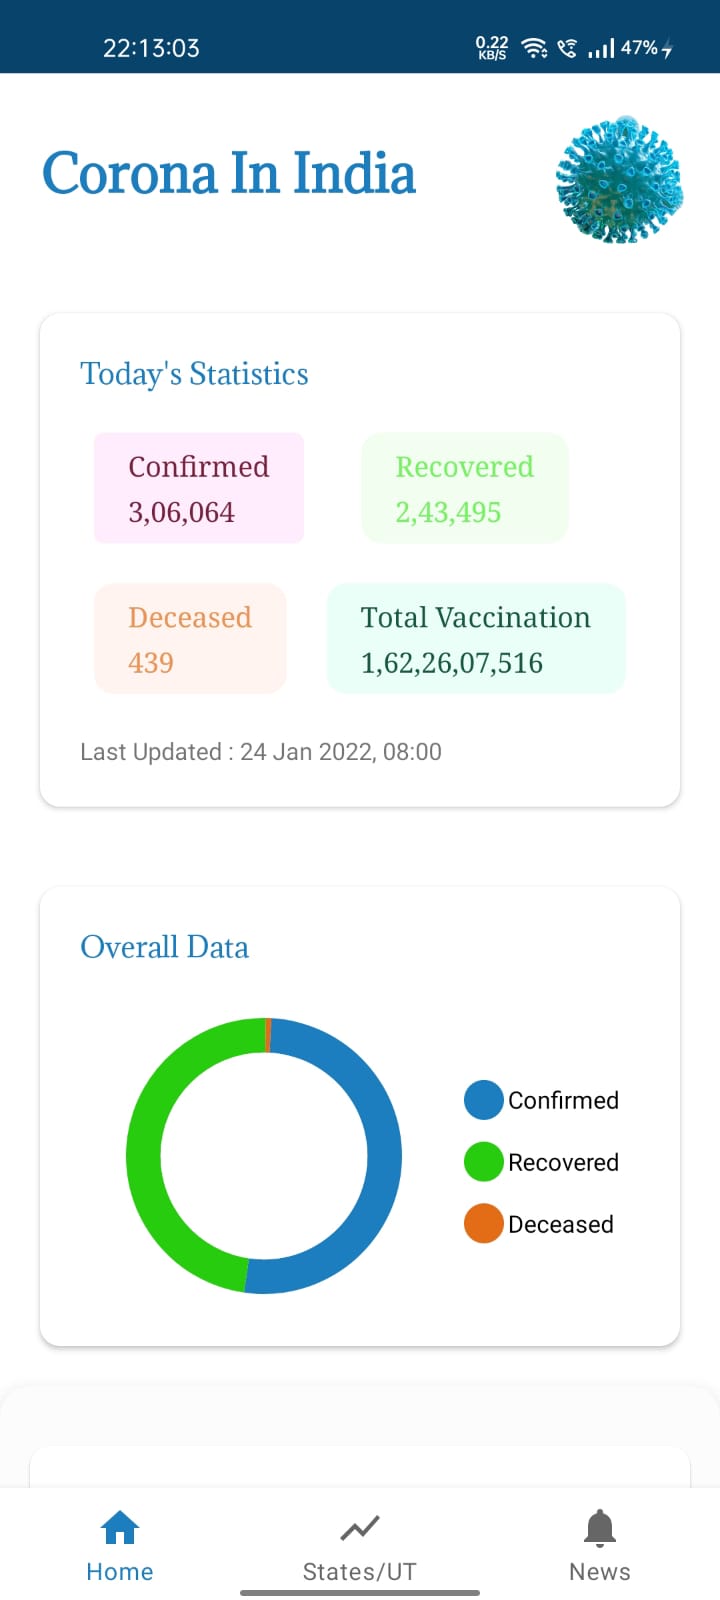 22:13:03
0.22
KB/S
47%
Corona In India
Today's Statistics
Confirmed
3,06,064
Recovered
2,43,495
Deceased
439
Total Vaccination
1,62,26,07,516
Last Updated : 24 Jan 2022, 08:00
Overall Data
Confirmed
Recovered
Deceased
Home
States/UT
News